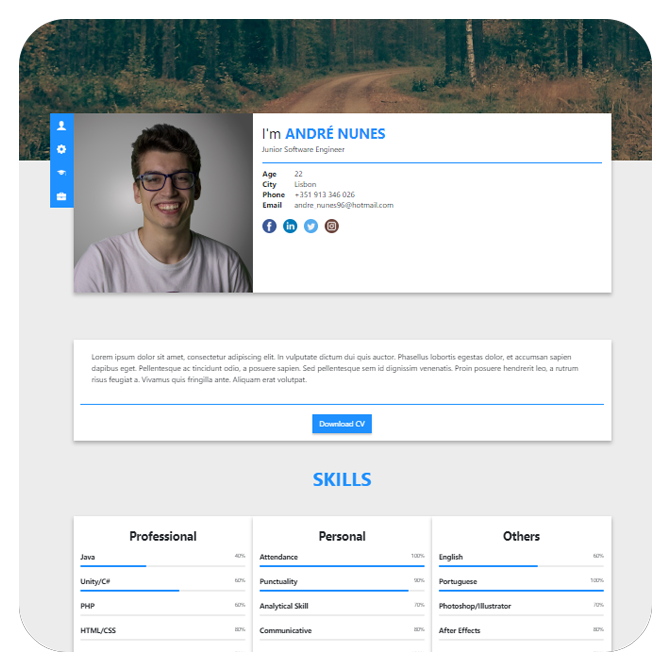 I'm ANDRÉ NUNES
Junior Software Engineer
Age 22
City Lisbon
Phone +351 913 346 026
Email andre_nunes96@hotmail.com
Lorem ipsum dolor sit amet, consectetur adipiscing elit. In vulputate dictum dui quis auctor. Phasellus lobortis egestas dolor, et accumsan sapien
dapibus eget. Pellentesque ac tincidunt odio, a posuere sapien. Sed pellentesque sem id dignissim venenatis. Proin posuere hendrerit leo, a rutrum
risus feugiat a. Vivamus quis fringilla ante. Aliquam erat volutpat.
Download CV
SKILLS
Professional
Java 40%
Unity/C# 60%
PHP 60%
HTML/CSS 80%
Personal
Attendance 100%
Punctuality 90%
Analytical Skill 70%
Communicative 80%
Others
English 60%
Portuguese 100%
Photoshop/Illustrator 70%
After Effects 80%